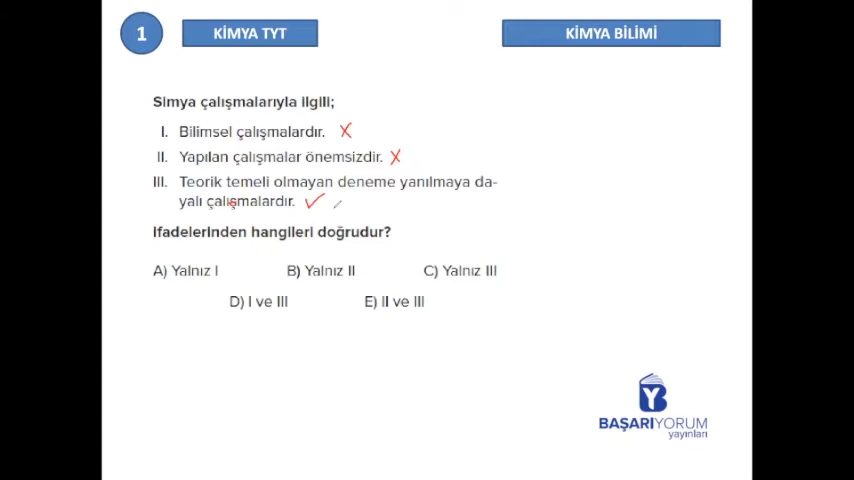 1
KİMYA TYT
KİMYA BİLİMİ
Simya çalışmalarıyla ilgili;
I. Bilimsel çalışmalardır.
II. Yapılan çalışmalar önemsizdir.
III. Teorik temeli olmayan deneme yanılmaya da-
yalı çalışmalardır.
ifadelerinden hangileri doğrudur?
A) Yalnız I B) Yalnız II C) Yalnız III
D) I ve III E) II ve III
BAŞARIYORUM
yayınları